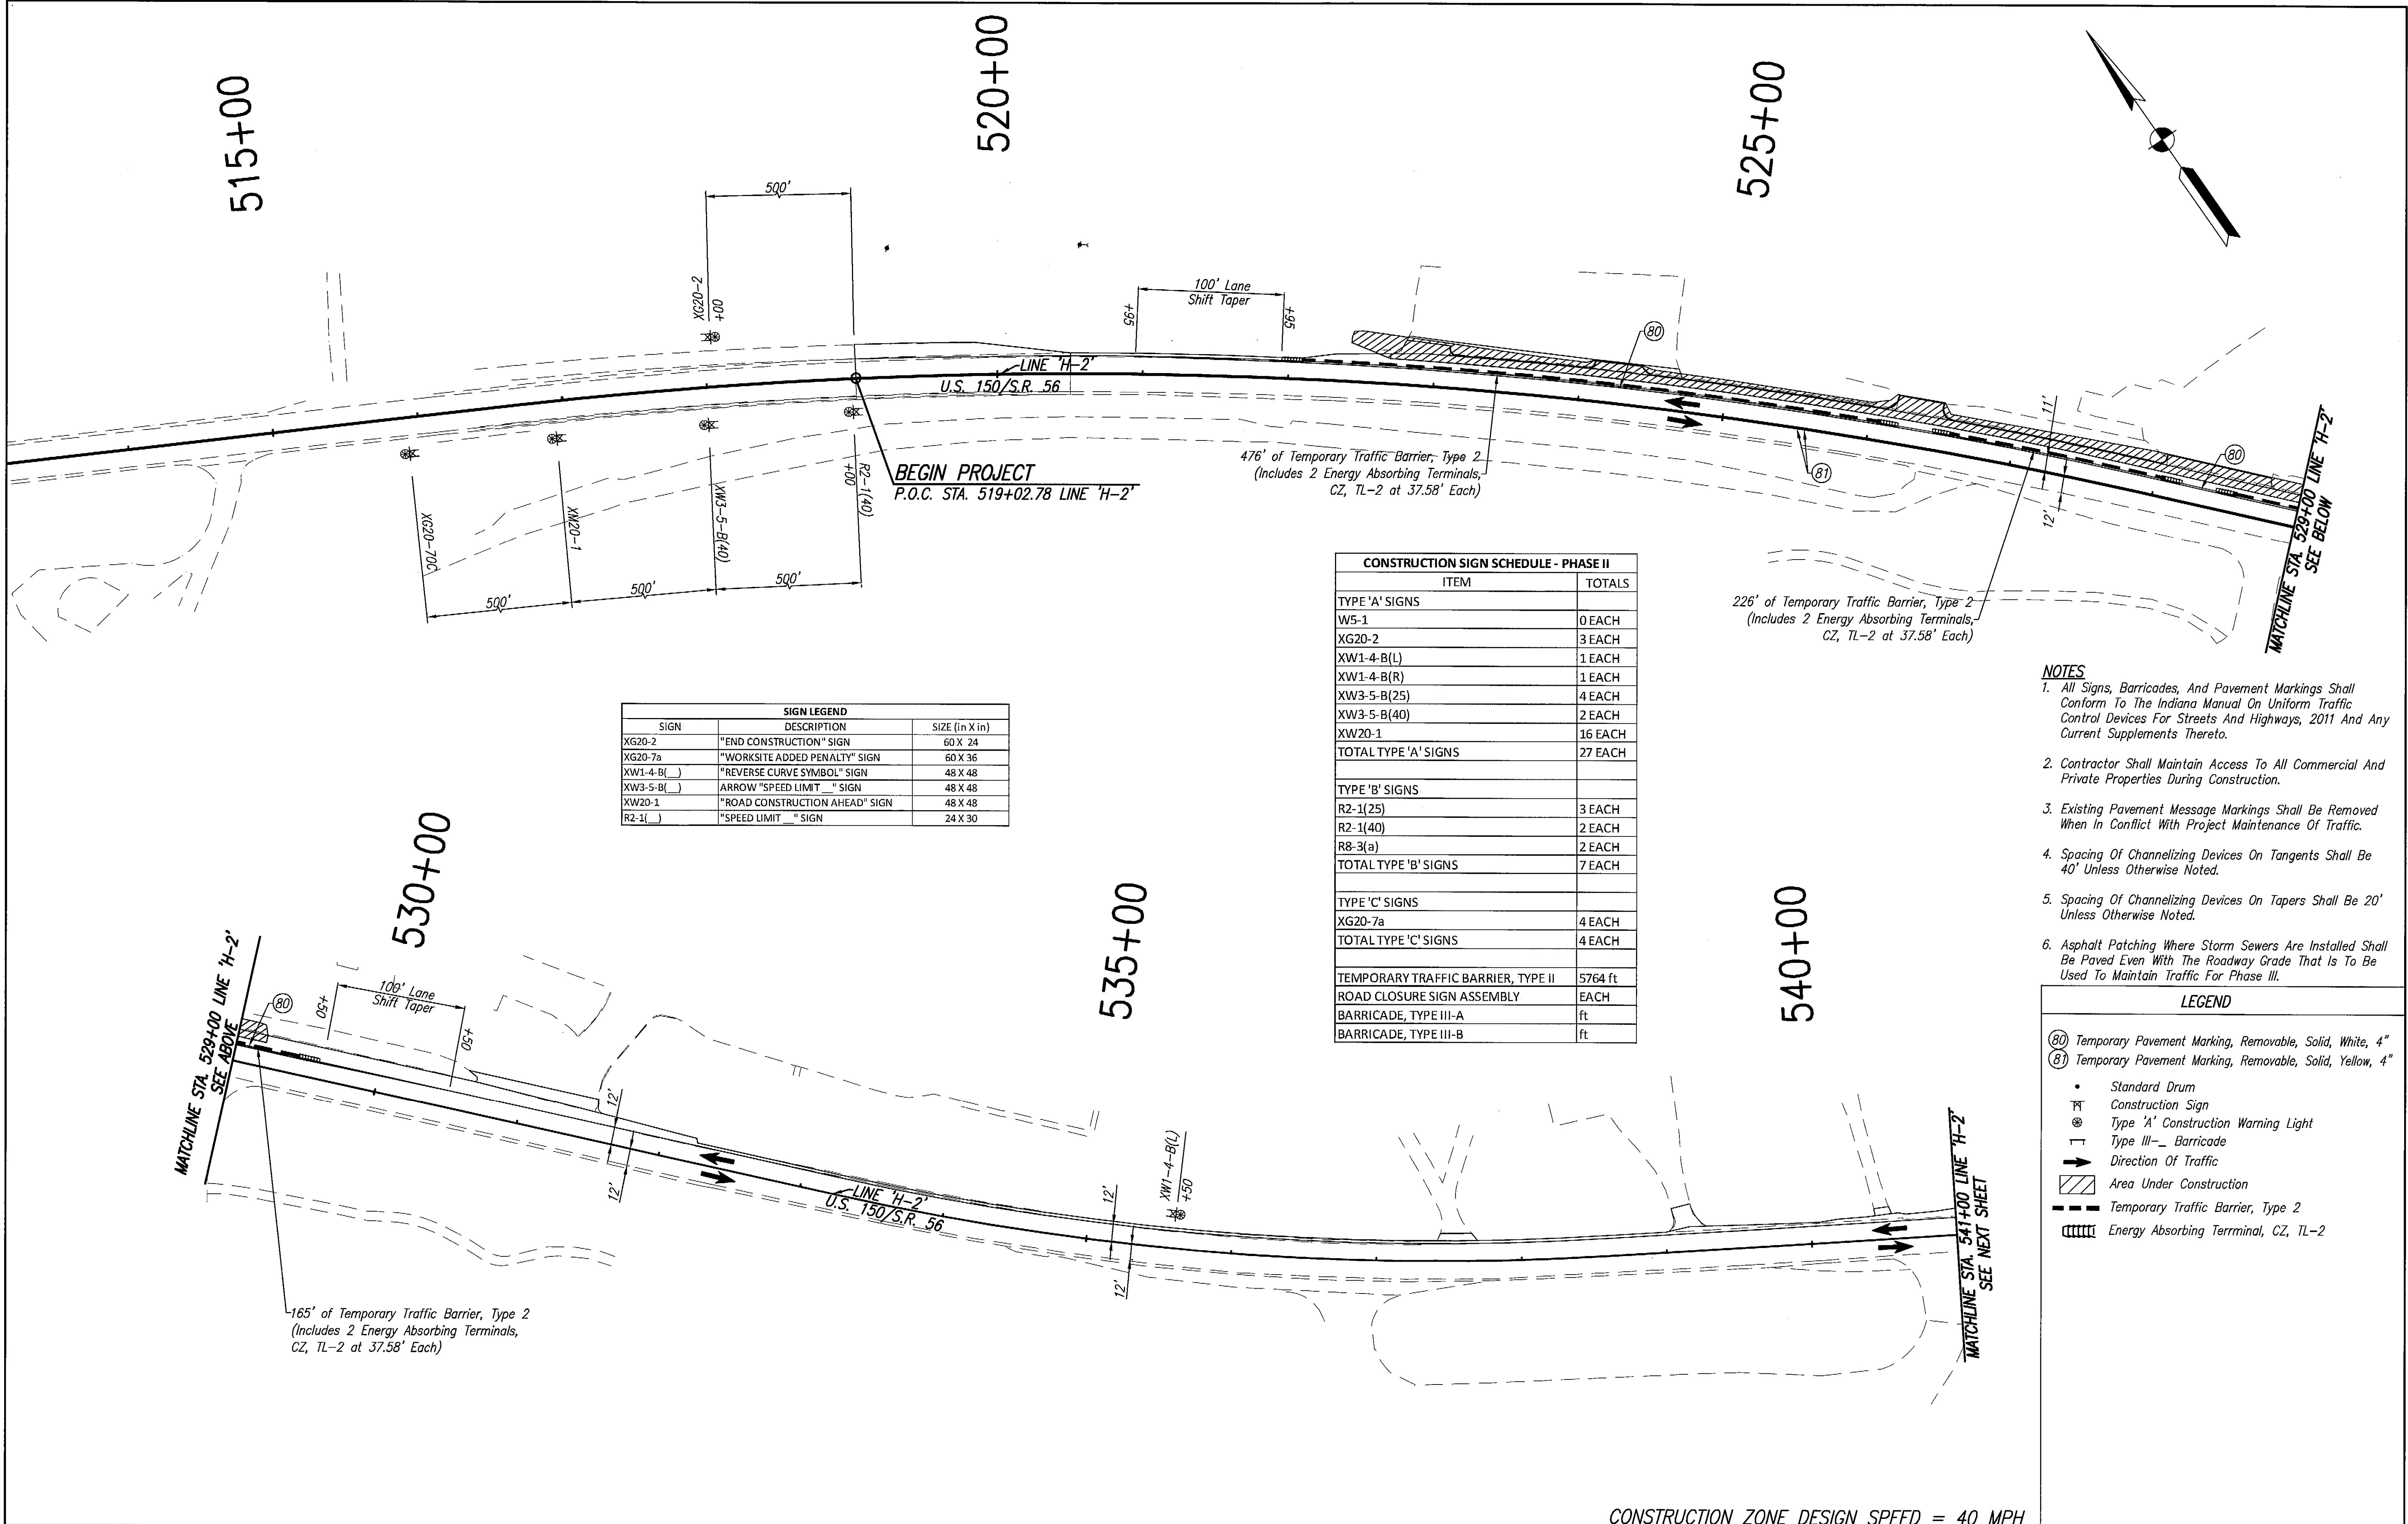 515+00
520+00
525+00
500'
XG20-2
+00
100' Lane
Shift Taper
+95
+95
80
LINE 'H-2'
U.S. 150/S.R. 56
BEGIN PROJECT
P.O.C. STA. 519+02.78 LINE 'H-2'
R2-1(40)
+00
XW3-5-B(40)
XW20-1
XG20-70C
500'
500'
500'
476' of Temporary Traffic Barrier, Type 2
(Includes 2 Energy Absorbing Terminals,
CZ, TL-2 at 37.58' Each)
81
11'
12'
80
MATCHLINE STA. 529+00 LINE 'H-2'
SEE BELOW
226' of Temporary Traffic Barrier, Type 2
(Includes 2 Energy Absorbing Terminals,
CZ, TL-2 at 37.58' Each)
SIGN LEGEND
SIGN DESCRIPTION SIZE (in X in)
XG20-2 "END CONSTRUCTION" SIGN 60 X 24
XG20-7a "WORKSITE ADDED PENALTY" SIGN 60 X 36
XW1-4-B(__) "REVERSE CURVE SYMBOL" SIGN 48 X 48
XW3-5-B(__) ARROW "SPEED LIMIT __" SIGN 48 X 48
XW20-1 "ROAD CONSTRUCTION AHEAD" SIGN 48 X 48
R2-1(__) "SPEED LIMIT __" SIGN 24 X 30
CONSTRUCTION SIGN SCHEDULE - PHASE II
ITEM TOTALS
TYPE 'A' SIGNS
W5-1 0 EACH
XG20-2 3 EACH
XW1-4-B(L) 1 EACH
XW1-4-B(R) 1 EACH
XW3-5-B(25) 4 EACH
XW3-5-B(40) 2 EACH
XW20-1 16 EACH
TOTAL TYPE 'A' SIGNS 27 EACH
TYPE 'B' SIGNS
R2-1(25) 3 EACH
R2-1(40) 2 EACH
R8-3(a) 2 EACH
TOTAL TYPE 'B' SIGNS 7 EACH
TYPE 'C' SIGNS
XG20-7a 4 EACH
TOTAL TYPE 'C' SIGNS 4 EACH
TEMPORARY TRAFFIC BARRIER, TYPE II 5764 ft
ROAD CLOSURE SIGN ASSEMBLY EACH
BARRICADE, TYPE III-A ft
BARRICADE, TYPE III-B ft
NOTES
1. All Signs, Barricades, And Pavement Markings Shall
Conform To The Indiana Manual On Uniform Traffic
Control Devices For Streets And Highways, 2011 And Any
Current Supplements Thereto.
2. Contractor Shall Maintain Access To All Commercial And
Private Properties During Construction.
3. Existing Pavement Message Markings Shall Be Removed
When In Conflict With Project Maintenance Of Traffic.
4. Spacing Of Channelizing Devices On Tangents Shall Be
40' Unless Otherwise Noted.
5. Spacing Of Channelizing Devices On Tapers Shall Be 20'
Unless Otherwise Noted.
6. Asphalt Patching Where Storm Sewers Are Installed Shall
Be Paved Even With The Roadway Grade That Is To Be
Used To Maintain Traffic For Phase III.
LEGEND
80 Temporary Pavement Marking, Removable, Solid, White, 4"
81 Temporary Pavement Marking, Removable, Solid, Yellow, 4"
Standard Drum
Construction Sign
Type 'A' Construction Warning Light
Type III-_ Barricade
Direction Of Traffic
Area Under Construction
Temporary Traffic Barrier, Type 2
Energy Absorbing Terrminal, CZ, TL-2
530+00
535+00
540+00
MATCHLINE STA. 529+00 LINE 'H-2'
SEE ABOVE
80
+50
100' Lane
Shift Taper
+50
12'
12'
LINE 'H-2'
U.S. 150/S.R. 56
12'
12'
XW1-4-B(L)
+50
MATCHLINE STA. 541+00 LINE 'H-2'
SEE NEXT SHEET
165' of Temporary Traffic Barrier, Type 2
(Includes 2 Energy Absorbing Terminals,
CZ, TL-2 at 37.58' Each)
CONSTRUCTION ZONE DESIGN SPEED = 40 MPH